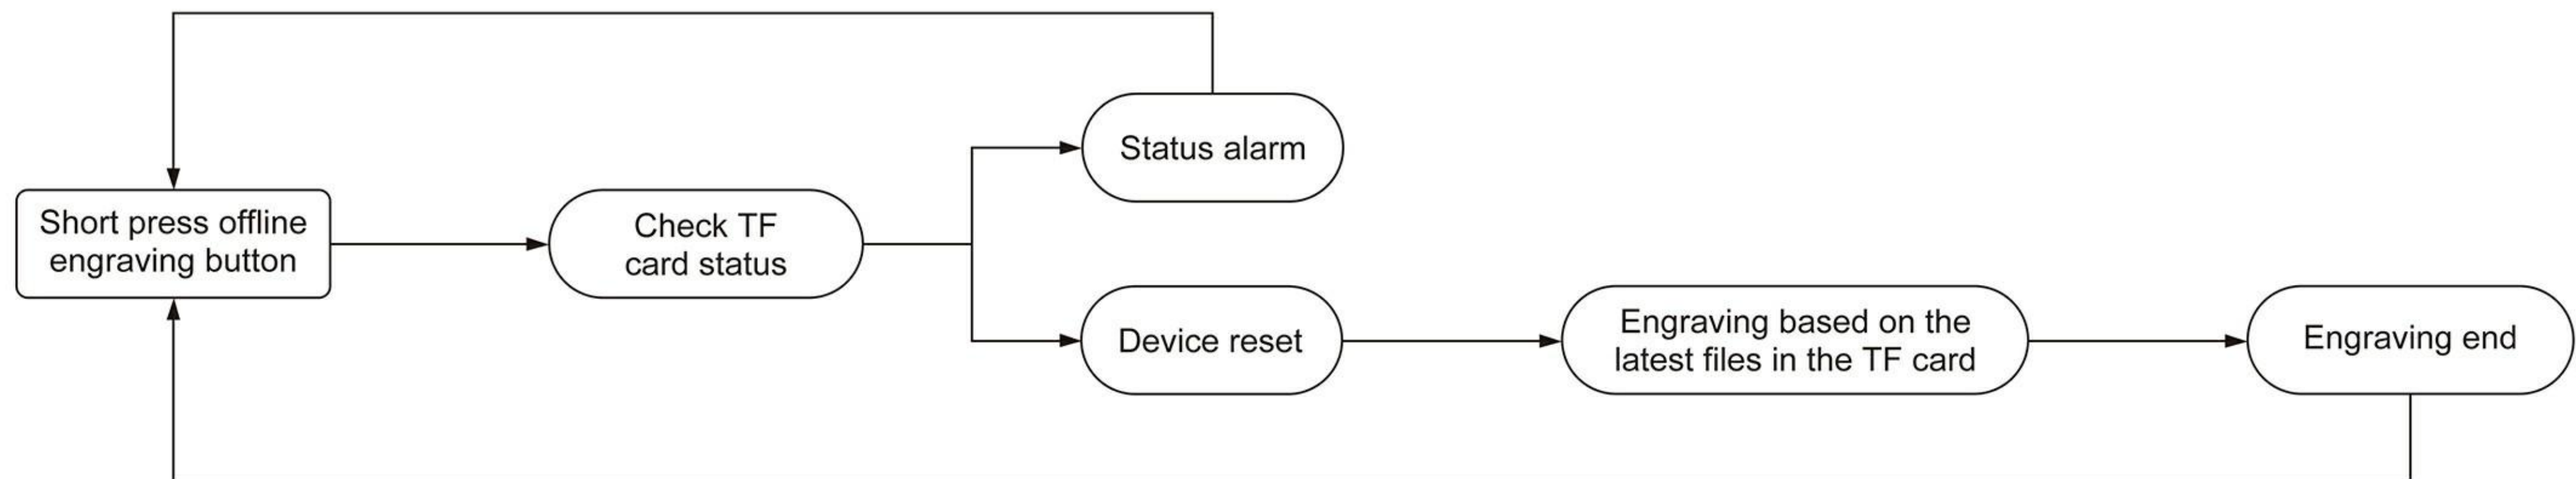 Status alarm
Short press offline
engraving button
Check TF
card status
Device reset
Engraving based on the
latest files in the TF card
Engraving end